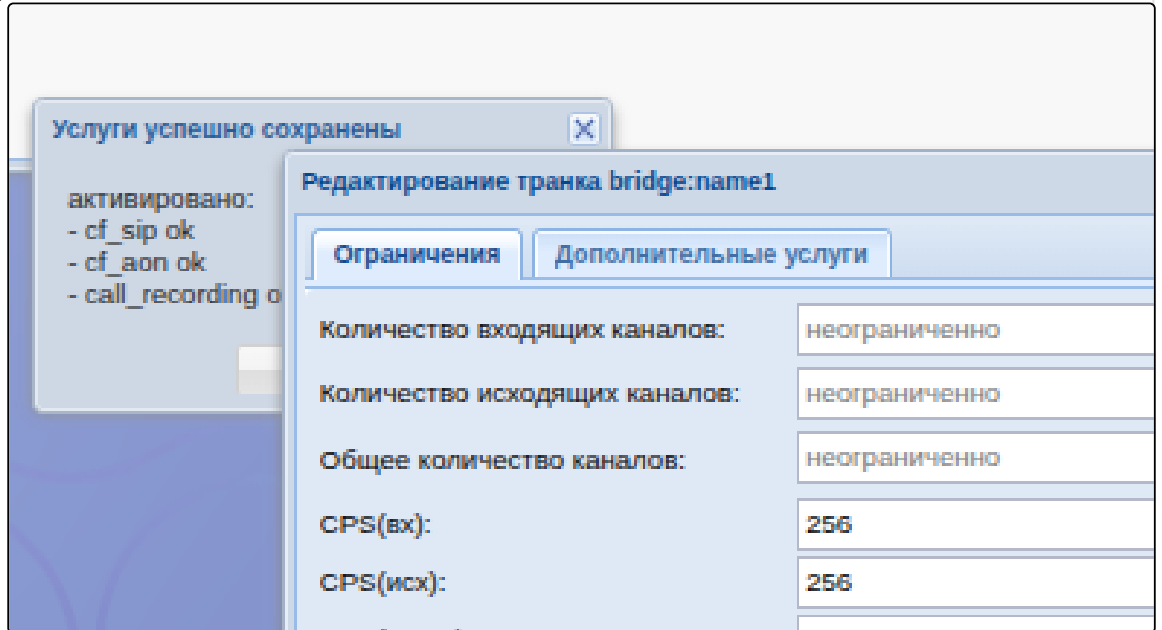 Услуги успешно сохранены
активировано:
- cf_sip ok
- cf_aon ok
- call_recording
Редактирование транка bridge:name1
Ограничения Дополнительные услуги
Количество входящих каналов: неограниченно
Количество исходящих каналов: неограниченно
Общее количество каналов: неограниченно
CPS(вх): 256
CPS(исх): 256